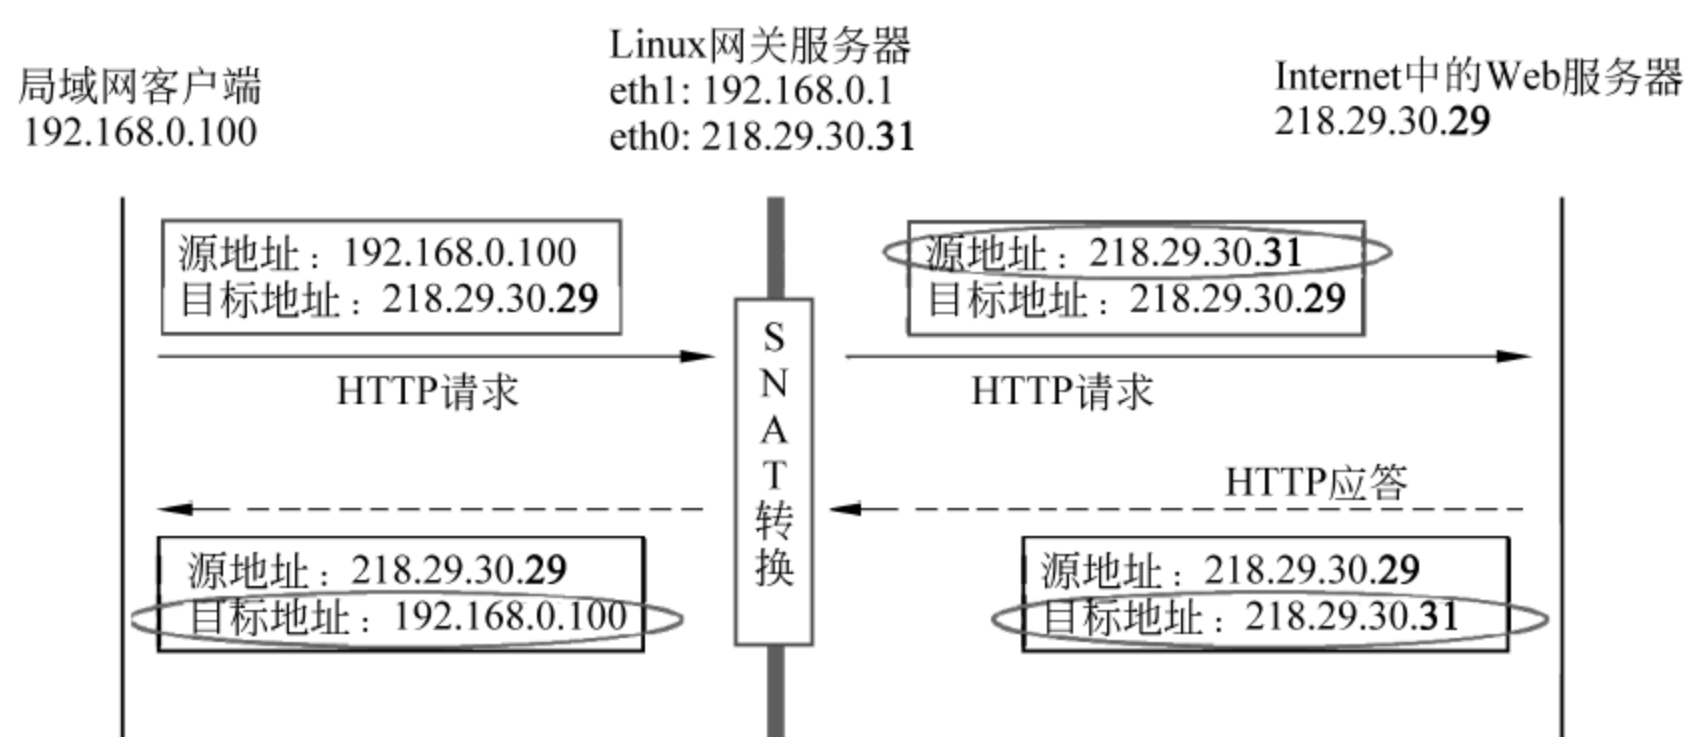 局域网客户端
192.168.0.100
Linux网关服务器
eth1: 192.168.0.1
eth0: 218.29.30.31
Internet中的Web服务器
218.29.30.29
源地址：192.168.0.100
目标地址：218.29.30.29
HTTP请求
源地址：218.29.30.31
目标地址：218.29.30.29
HTTP请求
SNAT转换
HTTP应答
源地址：218.29.30.29
目标地址：192.168.0.100
源地址：218.29.30.29
目标地址：218.29.30.31